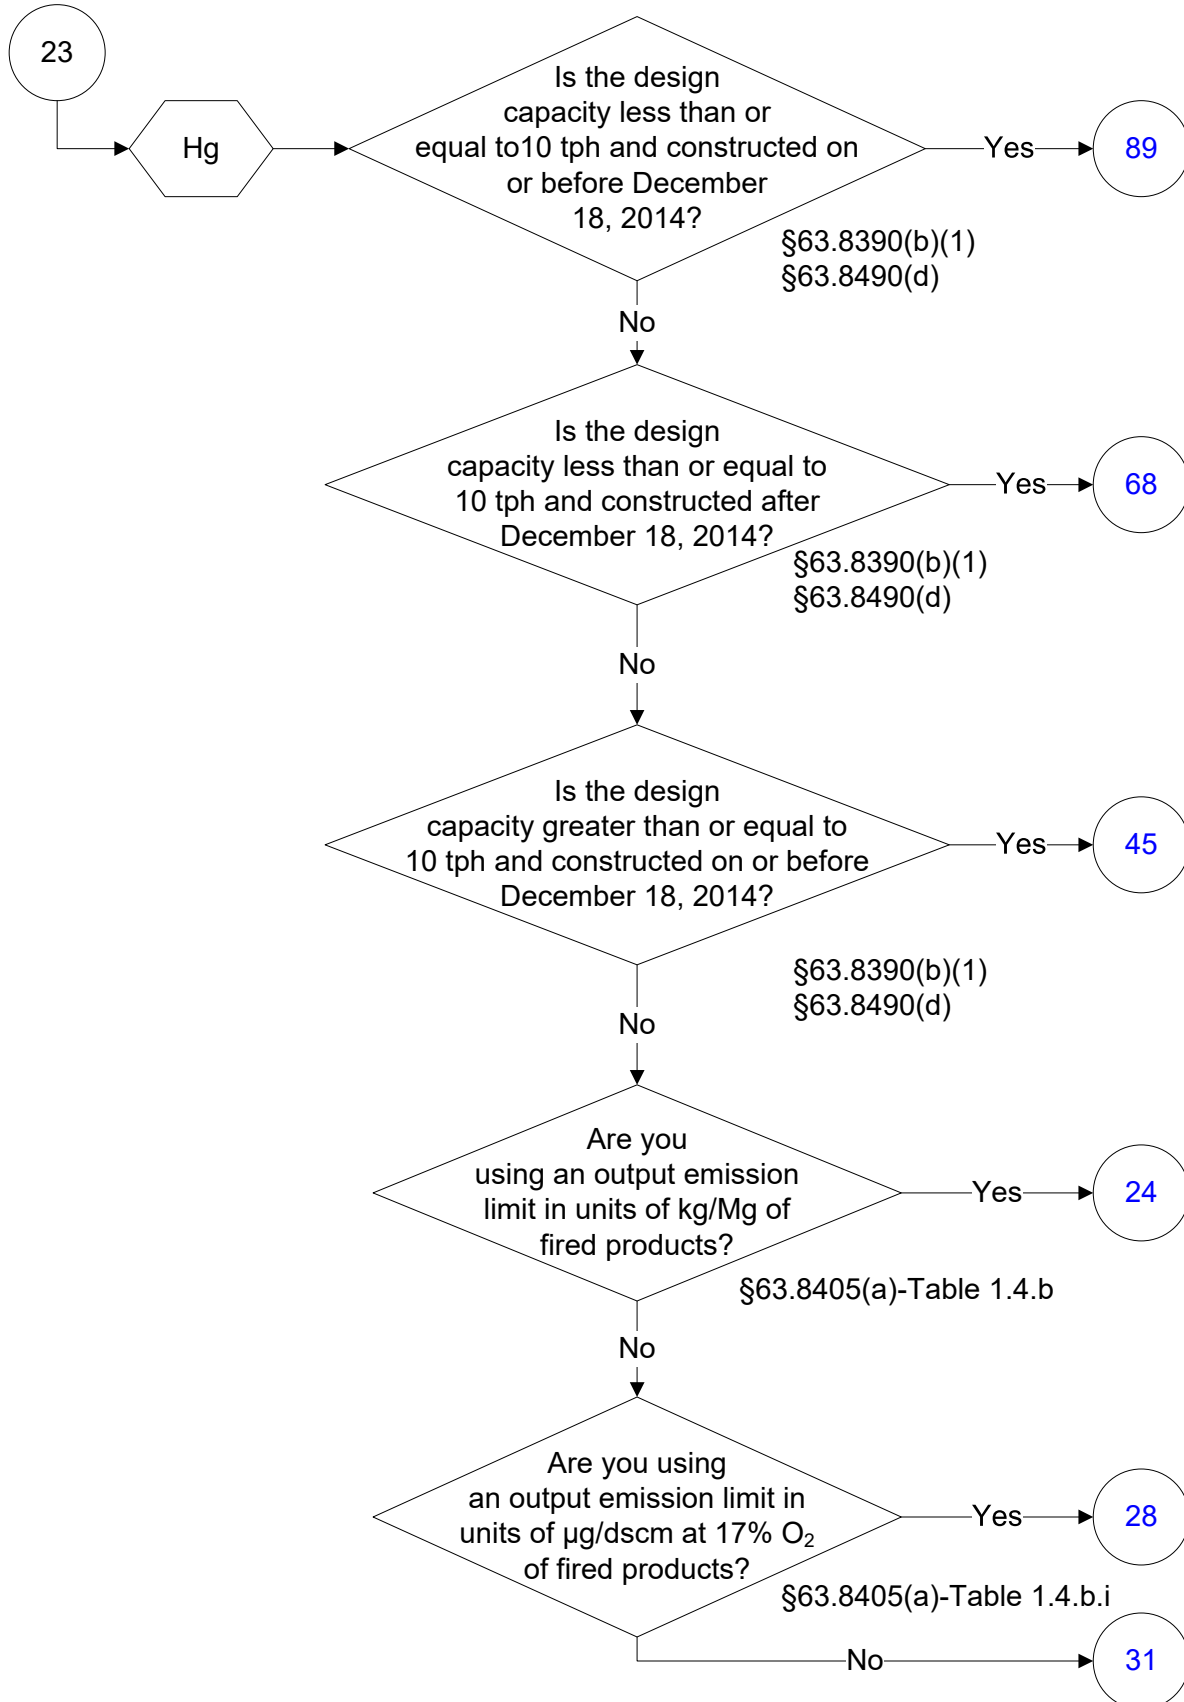 23
Hg
Is the design
capacity less than or
equal to10 tph and constructed on
or before December
18, 2014?
Yes
89
§63.8390(b)(1)
§63.8490(d)
No
Is the design
capacity less than or equal to
10 tph and constructed after
December 18, 2014?
Yes
68
§63.8390(b)(1)
§63.8490(d)
No
Is the design
capacity greater than or equal to
10 tph and constructed on or before
December 18, 2014?
Yes
45
§63.8390(b)(1)
§63.8490(d)
No
Are you
using an output emission
limit in units of kg/Mg of
fired products?
Yes
24
§63.8405(a)-Table 1.4.b
No
Are you using
an output emission limit in
units of µg/dscm at 17% O₂
of fired products?
Yes
28
§63.8405(a)-Table 1.4.b.i
No
31